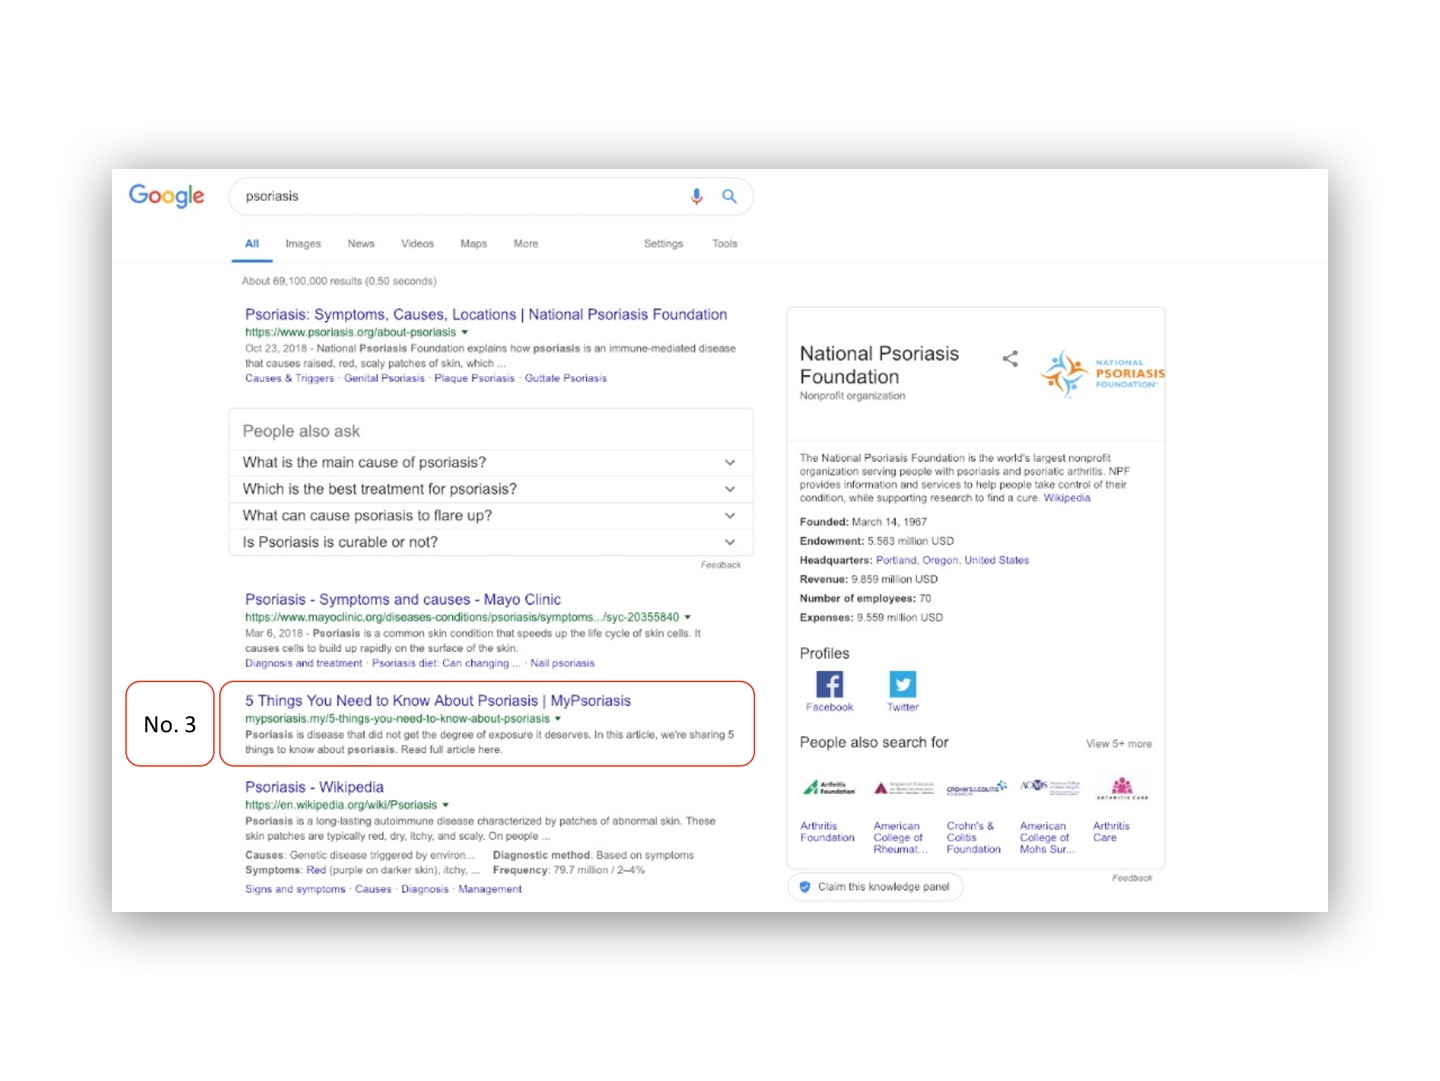 Google
psoriasis
All Images News Videos Maps More Settings Tools
About 69,100,000 results (0.50 seconds)
Psoriasis: Symptoms, Causes, Locations | National Psoriasis Foundation
https://www.psoriasis.org/about-psoriasis
Oct 23, 2018 - National Psoriasis Foundation explains how psoriasis is an immune-mediated disease
that causes raised, red, scaly patches of skin, which ...
Causes & Triggers · Genital Psoriasis · Plaque Psoriasis · Guttate Psoriasis
People also ask
What is the main cause of psoriasis?
Which is the best treatment for psoriasis?
What can cause psoriasis to flare up?
Is Psoriasis is curable or not?
Feedback
Psoriasis - Symptoms and causes - Mayo Clinic
https://www.mayoclinic.org/diseases-conditions/psoriasis/symptoms.../syc-20355840
Mar 6, 2018 - Psoriasis is a common skin condition that speeds up the life cycle of skin cells. It
causes cells to build up rapidly on the surface of the skin.
Diagnosis and treatment · Psoriasis diet: Can changing ... · Nail psoriasis
No. 3
5 Things You Need to Know About Psoriasis | MyPsoriasis
mypsoriasis.my/5-things-you-need-to-know-about-psoriasis
Psoriasis is disease that did not get the degree of exposure it deserves. In this article, we're sharing 5
things to know about psoriasis. Read full article here.
Psoriasis - Wikipedia
https://en.wikipedia.org/wiki/Psoriasis
Psoriasis is a long-lasting autoimmune disease characterized by patches of abnormal skin. These
skin patches are typically red, dry, itchy, and scaly. On people ...
Causes: Genetic disease triggered by environ... Diagnostic method: Based on symptoms
Symptoms: Red (purple on darker skin), itchy, ... Frequency: 79.7 million / 2–4%
Signs and symptoms · Causes · Diagnosis · Management
National Psoriasis
Foundation
Nonprofit organization
NATIONAL
PSORIASIS
FOUNDATION
The National Psoriasis Foundation is the world's largest nonprofit
organization serving people with psoriasis and psoriatic arthritis. NPF
provides information and services to help people take control of their
condition, while supporting research to find a cure. Wikipedia
Founded: March 14, 1967
Endowment: 5.563 million USD
Headquarters: Portland, Oregon, United States
Revenue: 9.859 million USD
Number of employees: 70
Expenses: 9.559 million USD
Profiles
Facebook Twitter
People also search for View 5+ more
Arthritis
Foundation
CROHN'S & COLITIS
ARTHRITIS CARE
Arthritis
Foundation
American
College of
Rheumat...
Crohn's &
Colitis
Foundation
American
College of
Mohs Sur...
Arthritis
Care
Feedback
Claim this knowledge panel